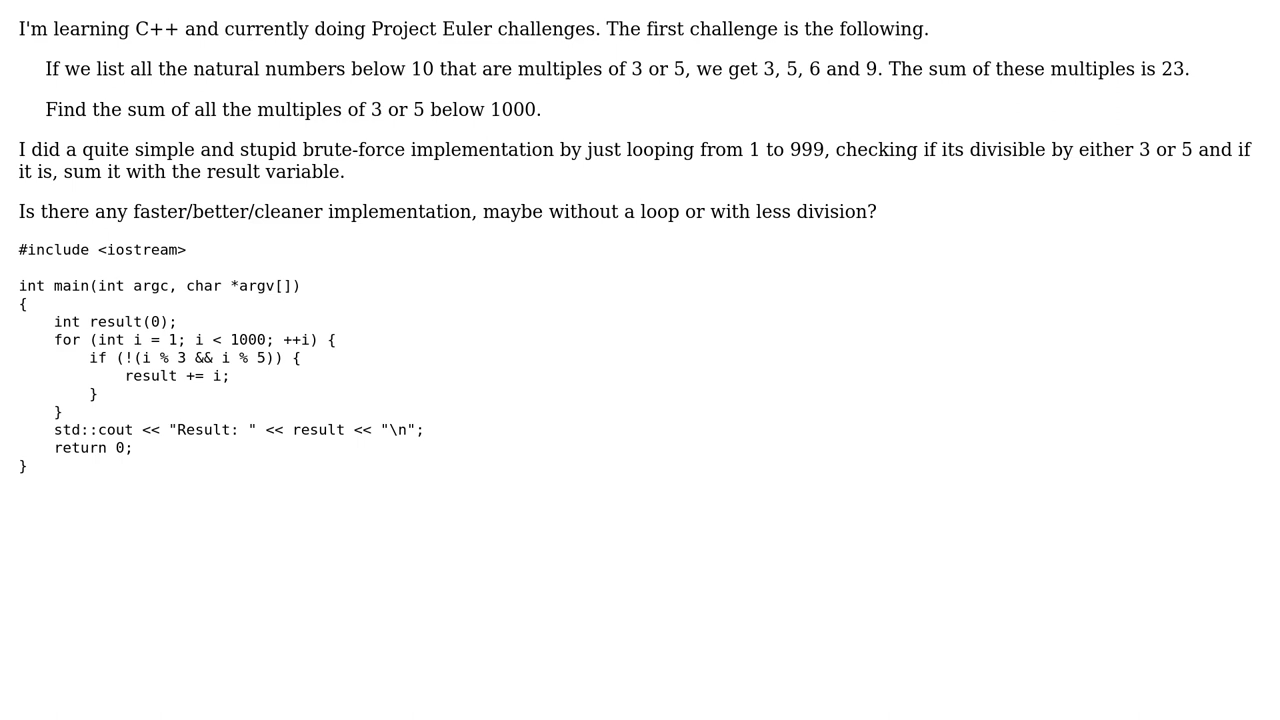 I'm learning C++ and currently doing Project Euler challenges. The first challenge is the following.
If we list all the natural numbers below 10 that are multiples of 3 or 5, we get 3, 5, 6 and 9. The sum of these multiples is 23.
Find the sum of all the multiples of 3 or 5 below 1000.
I did a quite simple and stupid brute-force implementation by just looping from 1 to 999, checking if its divisible by either 3 or 5 and if
it is, sum it with the result variable.
Is there any faster/better/cleaner implementation, maybe without a loop or with less division?
#include <iostream>
int main(int argc, char *argv[])
{
    int result(0);
    for (int i = 1; i < 1000; ++i) {
        if (!(i % 3 && i % 5)) {
            result += i;
        }
    }
    std::cout << "Result: " << result << "\n";
    return 0;
}